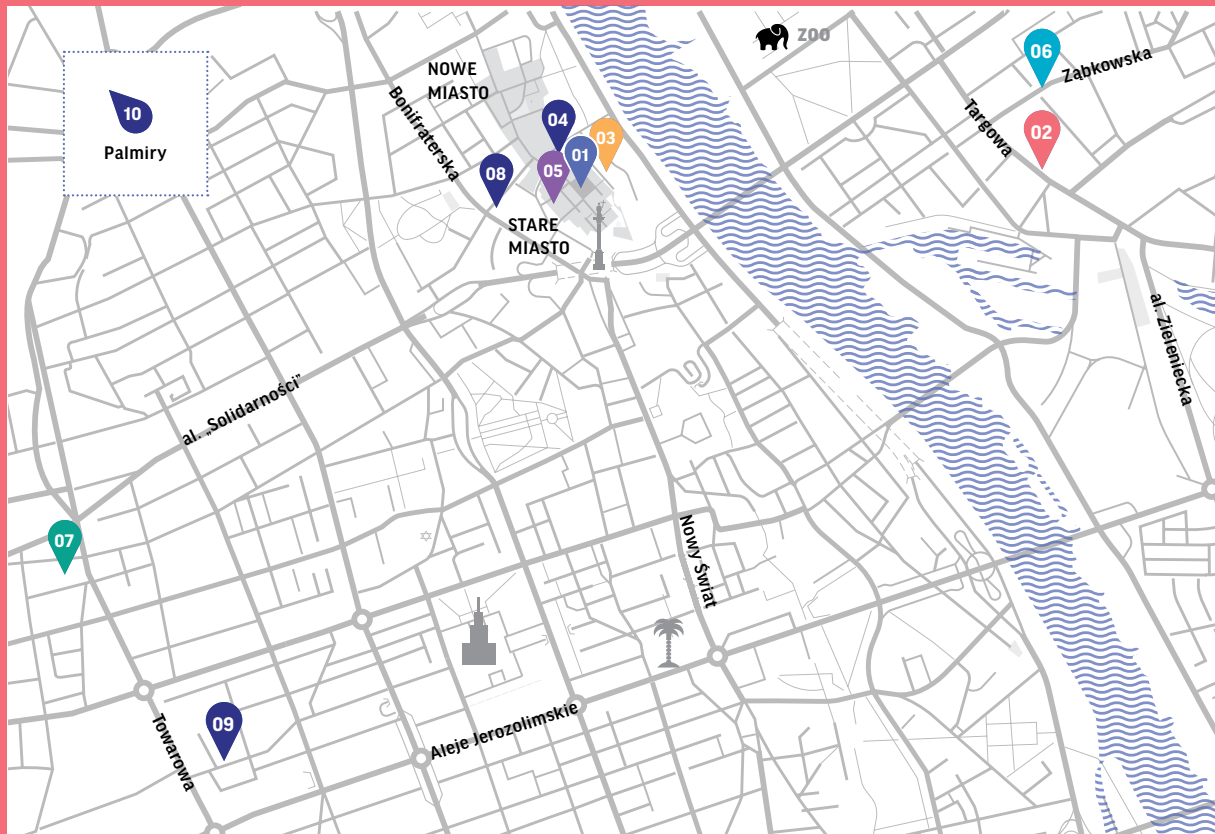 ZOO
06
Ząbkowska
NOWE
MIASTO
10
Palmiry
Bonifraterska
04
03
01
05
08
Targowa
02
STARE
MIASTO
al. Zieleniecka
al. „Solidarności”
07
Nowy Świat
09
Towarowa
Aleje Jerozolimskie